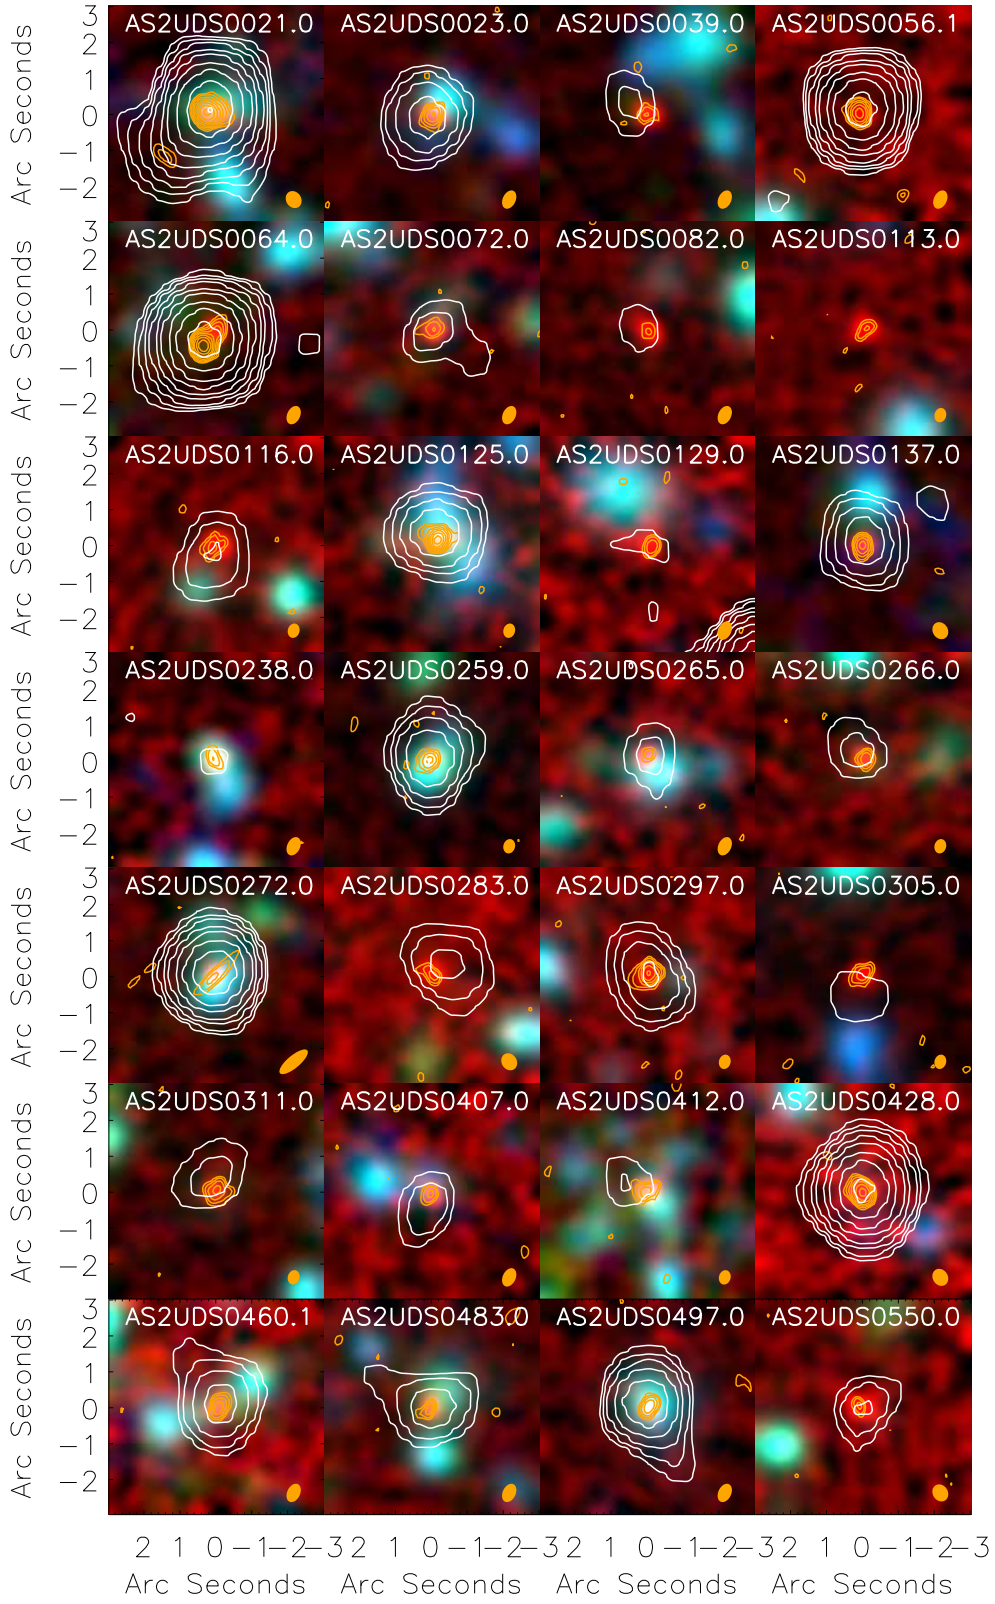 AS2UDS0021.0 AS2UDS0023.0 AS2UDS0039.0 AS2UDS0056.1
3
2
1
0
−1
−2
Arc Seconds
AS2UDS0064.0 AS2UDS0072.0 AS2UDS0082.0 AS2UDS0113.0
3
2
1
0
−1
−2
Arc Seconds
AS2UDS0116.0 AS2UDS0125.0 AS2UDS0129.0 AS2UDS0137.0
3
2
1
0
−1
−2
Arc Seconds
AS2UDS0238.0 AS2UDS0259.0 AS2UDS0265.0 AS2UDS0266.0
3
2
1
0
−1
−2
Arc Seconds
AS2UDS0272.0 AS2UDS0283.0 AS2UDS0297.0 AS2UDS0305.0
3
2
1
0
−1
−2
Arc Seconds
AS2UDS0311.0 AS2UDS0407.0 AS2UDS0412.0 AS2UDS0428.0
3
2
1
0
−1
−2
Arc Seconds
AS2UDS0460.1 AS2UDS0483.0 AS2UDS0497.0 AS2UDS0550.0
3
2
1
0
−1
−2
Arc Seconds
2 1 0 −1 −2 −3 2 1 0 −1 −2 −3 2 1 0 −1 −2 −3 2 1 0 −1 −2 −3
Arc Seconds Arc Seconds Arc Seconds Arc Seconds